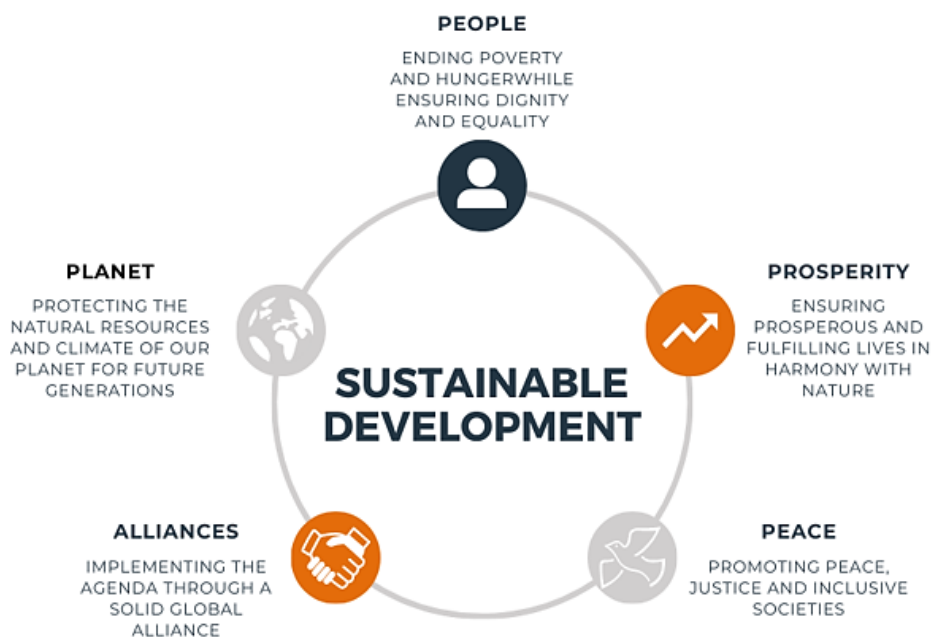 PEOPLE
ENDING POVERTY
AND HUNGERWHILE
ENSURING DIGNITY
AND EQUALITY
PLANET
PROTECTING THE
NATURAL RESOURCES
AND CLIMATE OF OUR
PLANET FOR FUTURE
GENERATIONS
PROSPERITY
ENSURING
PROSPEROUS AND
FULFILLING LIVES IN
HARMONY WITH
NATURE
SUSTAINABLE
DEVELOPMENT
ALLIANCES
IMPLEMENTING THE
AGENDA THROUGH A
SOLID GLOBAL
ALLIANCE
PEACE
PROMOTING PEACE,
JUSTICE AND INCLUSIVE
SOCIETIES